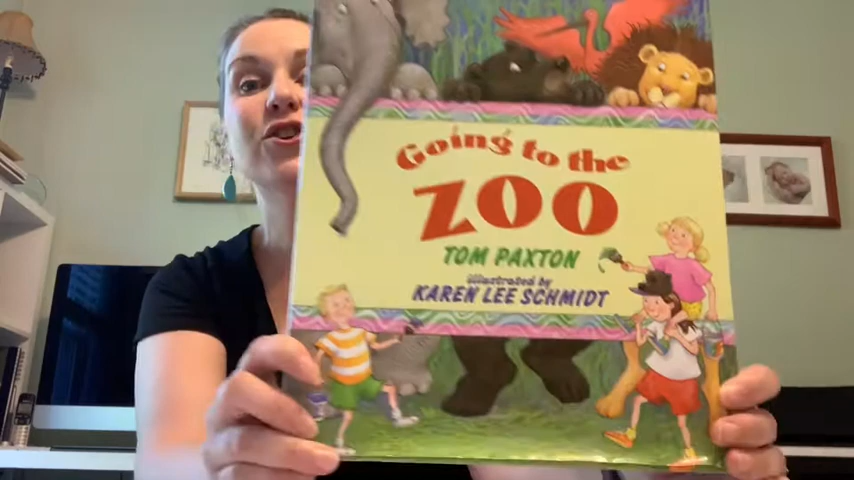 Going to the
ZOO
TOM PAXTON
illustrated by
KAREN LEE SCHMIDT